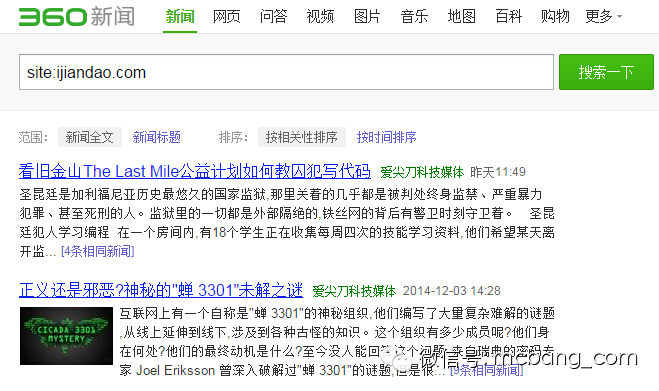 360新闻 新闻 网页 问答 视频 图片 音乐 地图 百科 购物 更多
site:ijiandao.com 搜索一下
范围: 新闻全文 新闻标题 排序: 按相关性排序 按时间排序
看旧金山The Last Mile公益计划如何教囚犯写代码 爱尖刀科技媒体 昨天11:49
圣昆廷是加利福尼亚历史最悠久的国家监狱,那里关着的几乎都是被判处终身监禁、严重暴力
犯罪、甚至死刑的人。监狱里的一切都是外部隔绝的,铁丝网的背后有警卫时刻守卫着。 圣昆
廷犯人学习编程 在一个房间内,有18个学生正在收集每周四次的技能学习资料,他们希望某天离
开监... [4条相同新闻]
正义还是邪恶?神秘的"蝉 3301"未解之谜 爱尖刀科技媒体 2014-12-03 14:28
CICADA 3301
MYSTERY
互联网上有一个自称是"蝉 3301"的神秘组织,他们编写了大量复杂难解的谜题
,从线上延伸到线下,涉及到各种古怪的知识。这个组织有多少成员呢?他们身
在何处?他们的最终动机是什么?至今没人能回答这个问题,来自瑞典的密码专
家 Joel Eriksson 曾深入破解过"蝉 3301"的谜题,但是很... [9条相同新闻]
微信号: mcbang_com